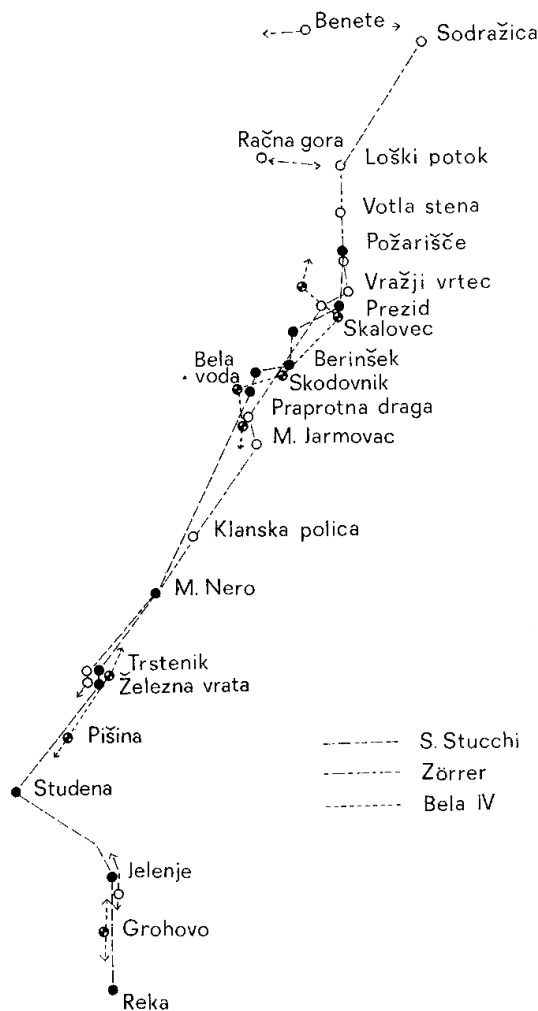 Benete
Sodražica
Račna gora
Loški potok
Votla stena
Požarišče
Vražji vrtec
Prezid
Skalovec
Bela
voda
Berinšek
Skodovnik
Praprotna draga
M. Jarmovac
Klanska polica
M. Nero
Trstenik
Železna vrata
Pišina
S. Stucchi
Zörrer
Bela IV
Studena
Jelenje
Grohovo
Reka